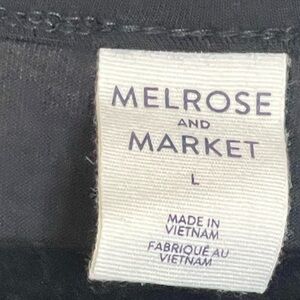 MELROSE
AND
MARKET
L
MADE IN
VIETNAM
FABRIQUÉ AU
VIETNAM